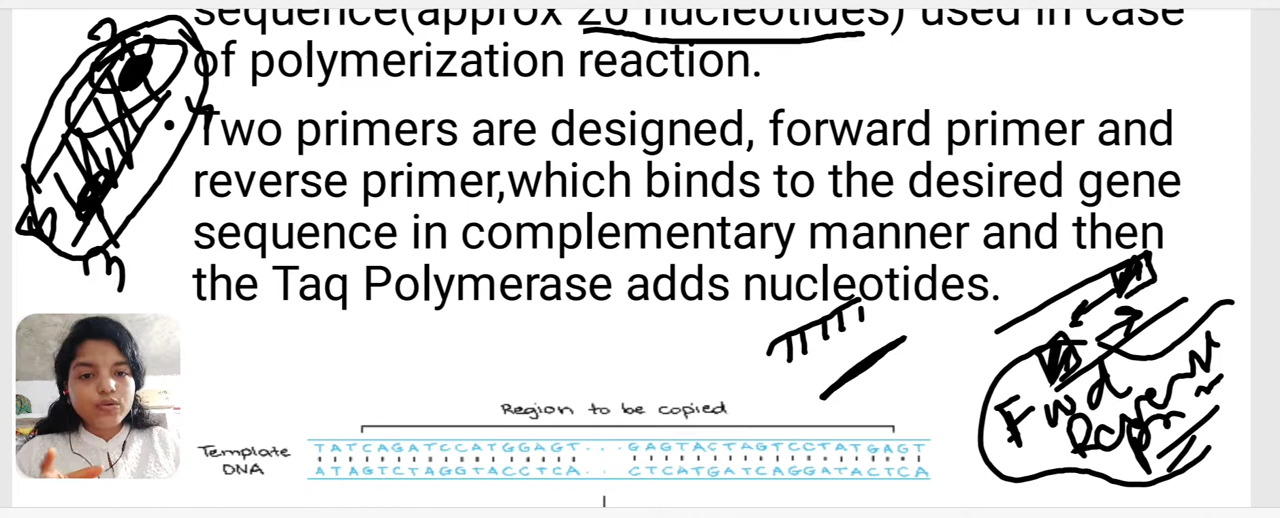 sequence(approx 20 nucleotides) used in case
of polymerization reaction.
• Two primers are designed, forward primer and
reverse primer,which binds to the desired gene
sequence in complementary manner and then
the Taq Polymerase adds nucleotides.
Fwd
Region to be copied
Template
DNA
TATCAGATCCATGGAGT...GAGTACTAGTCCTATGAGT
ATAGTCTAGGTACCTCA...CTCATGATCAGGATACTCA